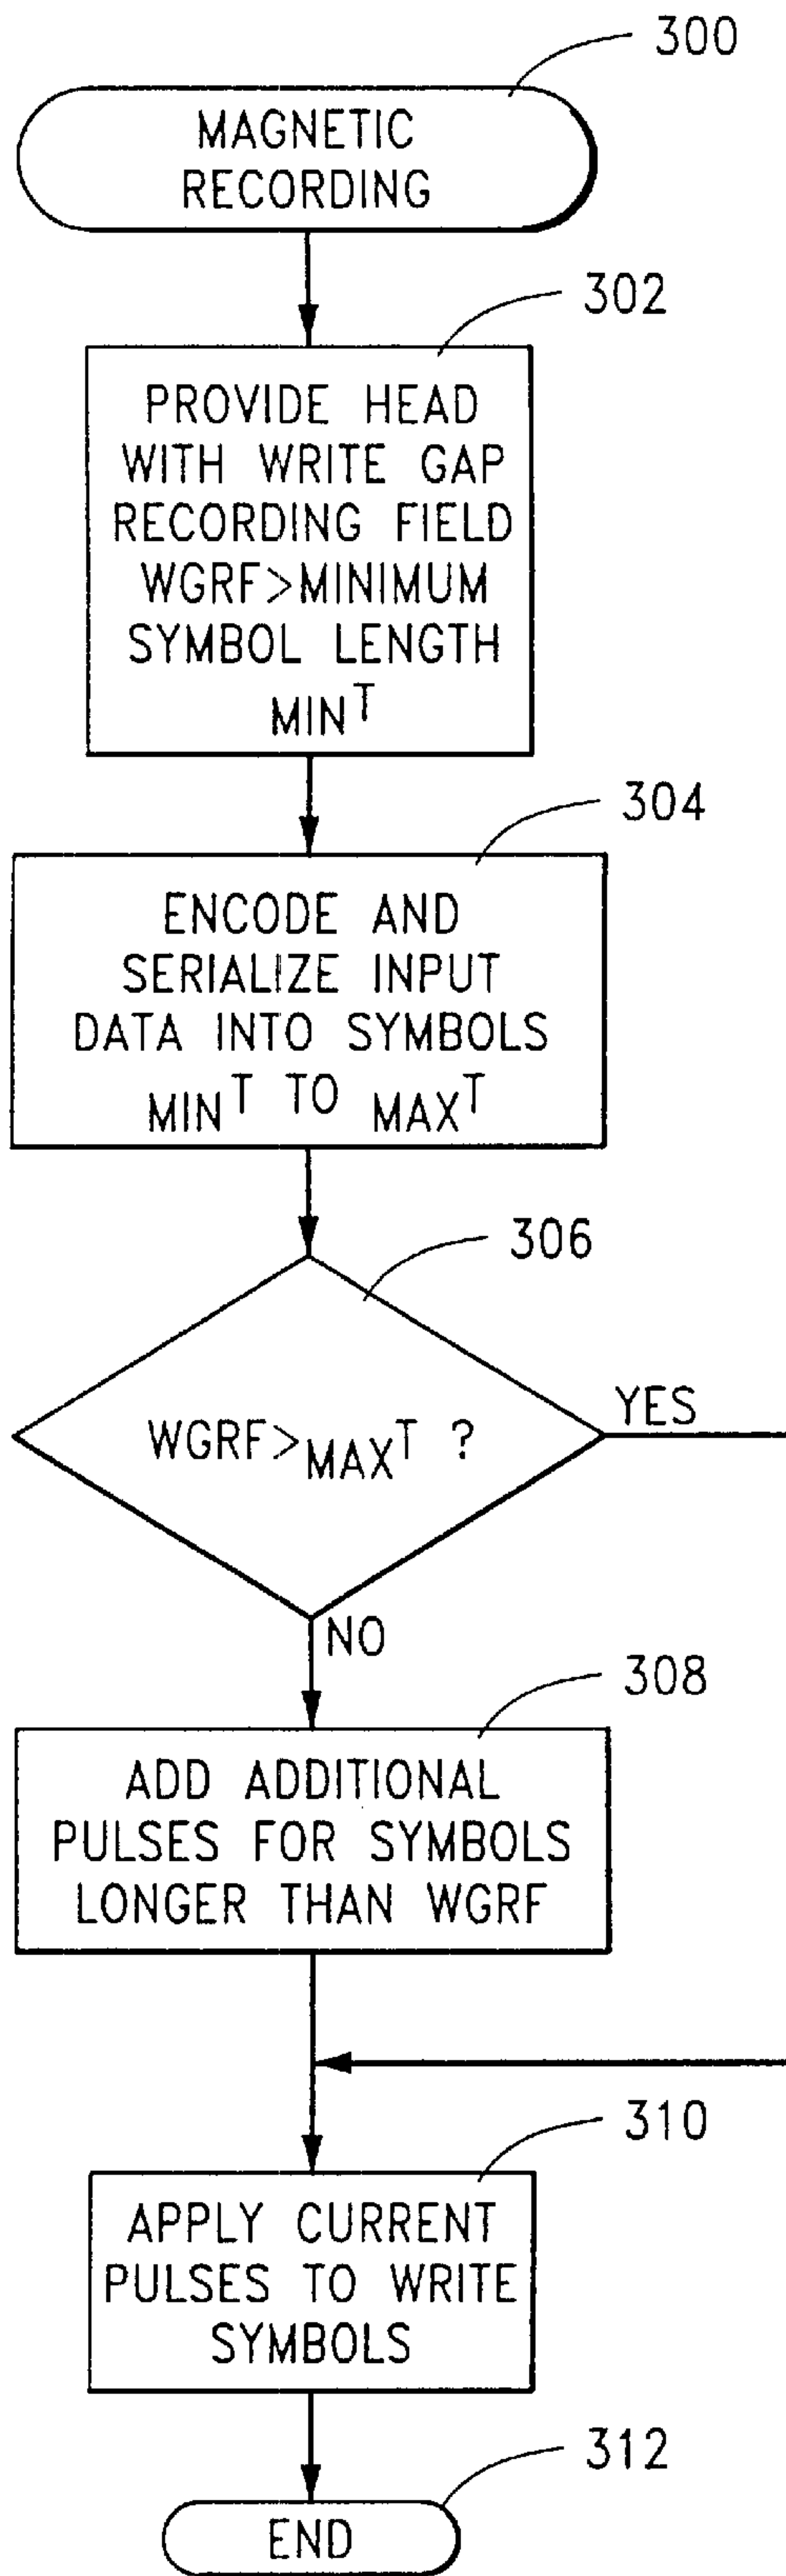 300
MAGNETIC
RECORDING
302
PROVIDE HEAD
WITH WRITE GAP
RECORDING FIELD
WGRF>MINIMUM
SYMBOL LENGTH
MINT
304
ENCODE AND
SERIALIZE INPUT
DATA INTO SYMBOLS
MINT TO MAXT
306
WGRF>MAXT ?
YES
NO
308
ADD ADDITIONAL
PULSES FOR SYMBOLS
LONGER THAN WGRF
310
APPLY CURRENT
PULSES TO WRITE
SYMBOLS
312
END